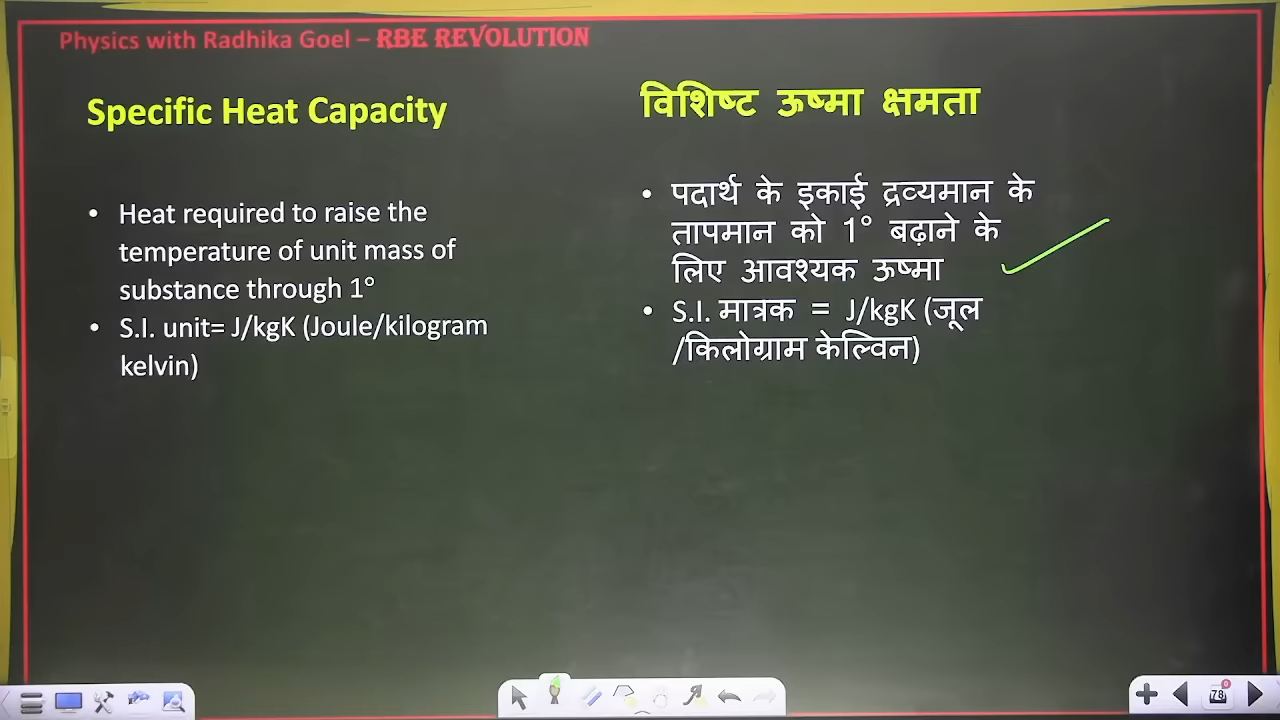 Physics with Radhika Goel – RBE REVOLUTION
Specific Heat Capacity
• Heat required to raise the
temperature of unit mass of
substance through 1°
• S.I. unit= J/kgK (Joule/kilogram
kelvin)
विशिष्ट ऊष्मा क्षमता
• पदार्थ के इकाई द्रव्यमान के
तापमान को 1° बढ़ाने के
लिए आवश्यक ऊष्मा
• S.I. मात्रक = J/kgK (जूल
/किलोग्राम केल्विन)
78
0